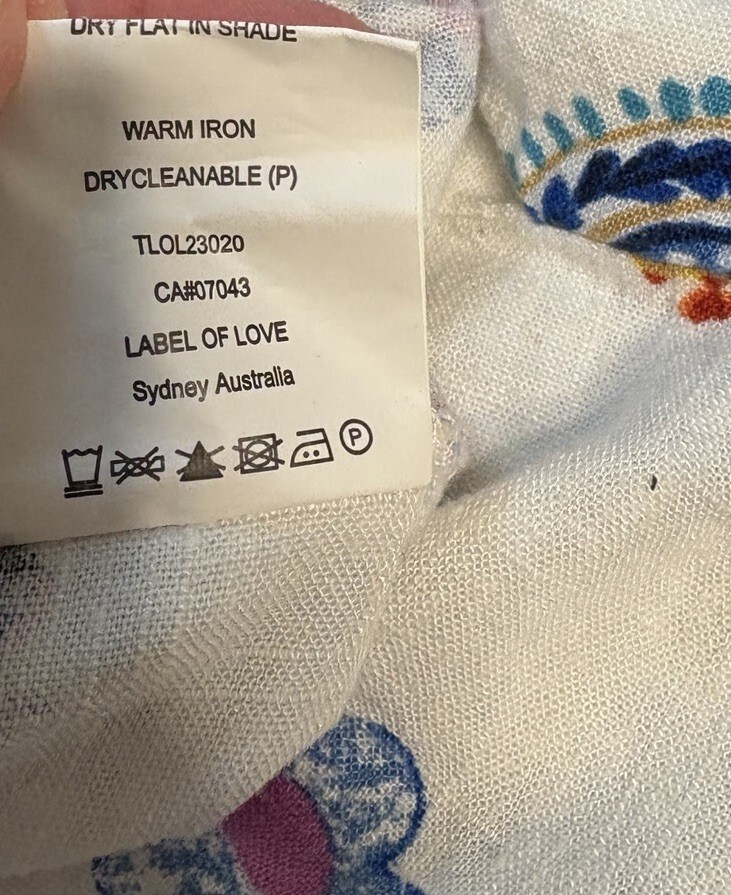 DRY FLAT IN SHADE
WARM IRON
DRYCLEANABLE (P)
TLOL23020
CA#07043
LABEL OF LOVE
Sydney Australia
P